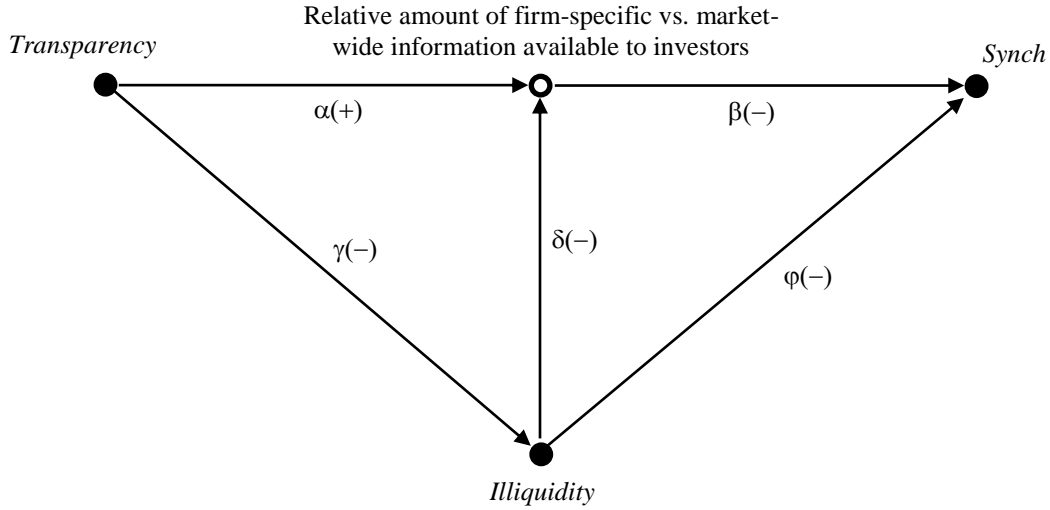 Relative amount of firm-specific vs. market-
wide information available to investors
Transparency
Synch
α(+)
β(−)
γ(−)
δ(−)
φ(−)
Illiquidity